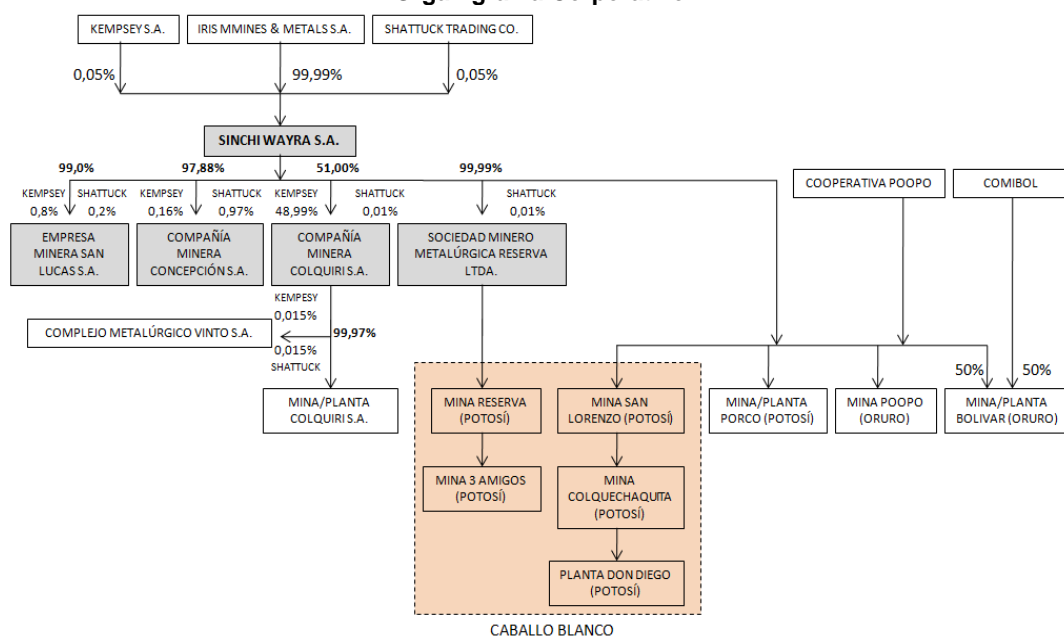 Organigrama Corporativo
KEMPSEY S.A.
IRIS MMINES & METALS S.A.
SHATTUCK TRADING CO.
0,05%
99,99%
0,05%
SINCHI WAYRA S.A.
99,0%
97,88%
51,00%
99,99%
KEMPSEY
SHATTUCK
KEMPSEY
SHATTUCK
KEMPSEY
SHATTUCK
SHATTUCK
0,8%
0,2%
0,16%
0,97%
48,99%
0,01%
0,01%
COOPERATIVA POOPO
COMIBOL
EMPRESA
MINERA SAN
LUCAS S.A.
COMPAÑÍA
MINERA
CONCEPCIÓN S.A.
COMPAÑÍA
MINERA
COLQUIRI S.A.
SOCIEDAD MINERO
METALÚRGICA RESERVA
LTDA.
KEMPESY
0,015%
COMPLEJO METALÚRGICO VINTO S.A.
99,97%
0,015%
SHATTUCK
50%
50%
MINA/PLANTA
COLQUIRI S.A.
MINA RESERVA
(POTOSÍ)
MINA SAN
LORENZO (POTOSÍ)
MINA/PLANTA
PORCO (POTOSÍ)
MINA POOPO
(ORURO)
MINA/PLANTA
BOLIVAR (ORURO)
MINA 3 AMIGOS
(POTOSÍ)
MINA
COLQUECHAQUITA
(POTOSÍ)
PLANTA DON DIEGO
(POTOSÍ)
CABALLO BLANCO